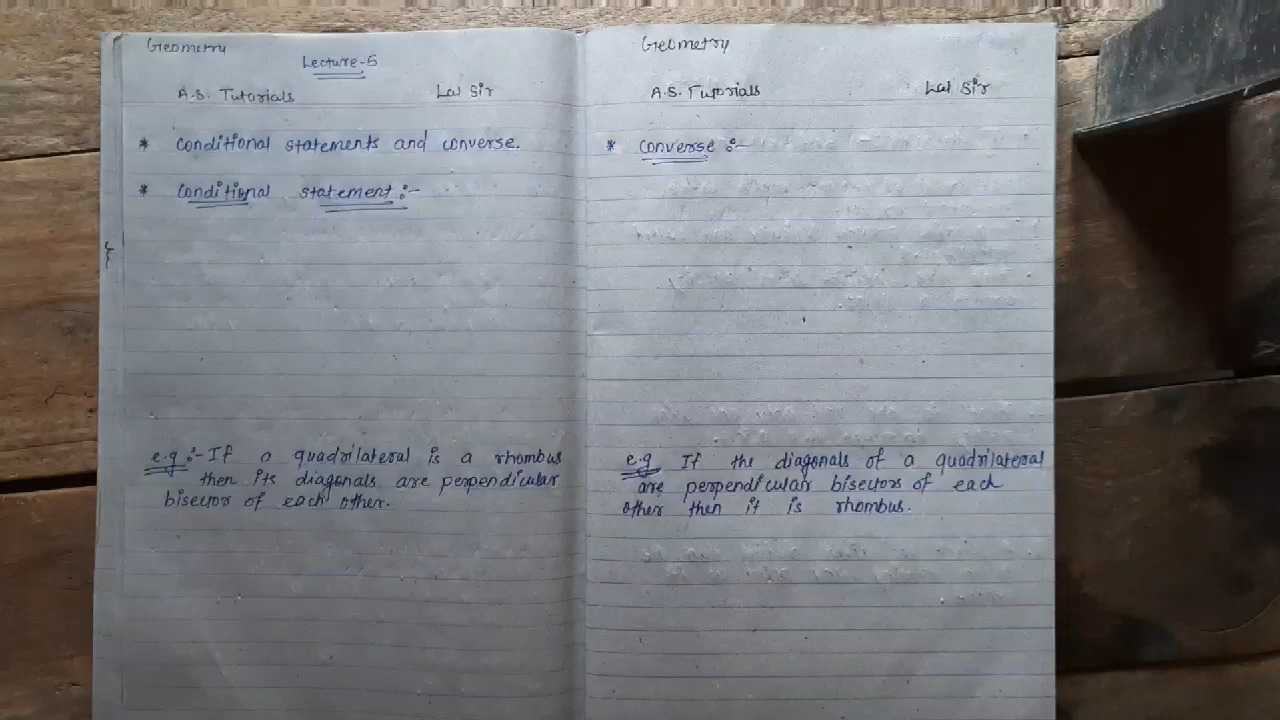 Geometry
Lecture-5
A.S. Tutorials Lal Sir
* Conditional statements and converse.
* Conditional statement :-
e.g :- If a quadrilateral is a rhombus
then its diagonals are perpendicular
bisector of each other.
Geometry
A.S. Tutorials Lal Sir
* Converse :-
e.g If the diagonals of a quadrilateral
are perpendicular bisectors of each
other then it is rhombus.